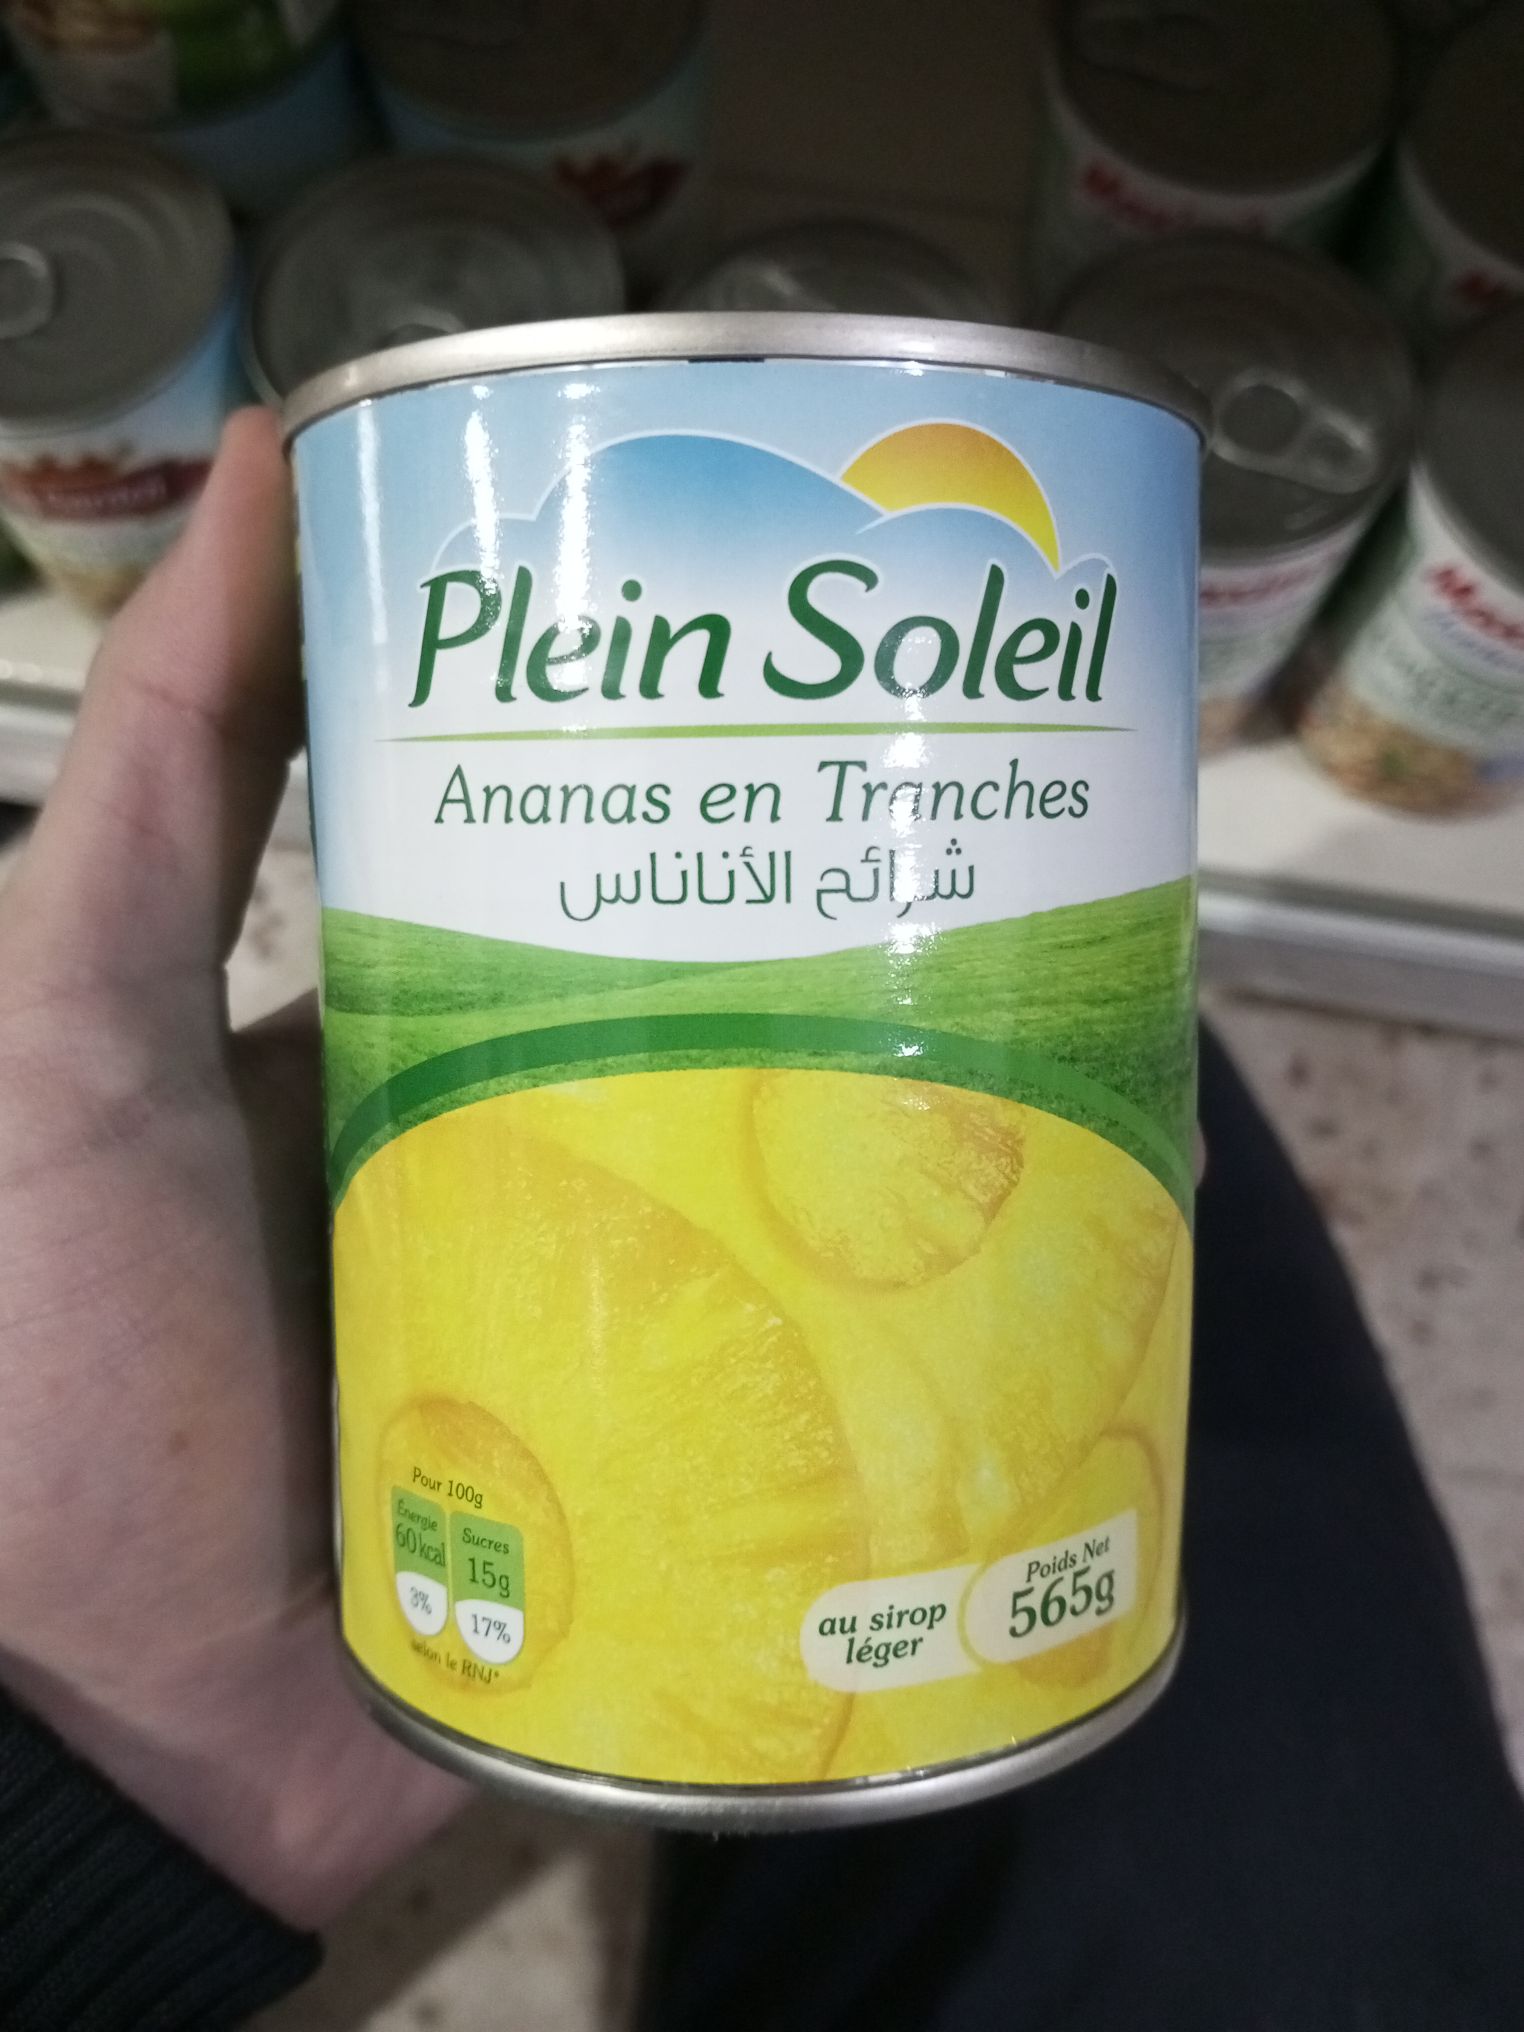 Plein Soleil
Ananas en Tranches
شرائح الأناناس
Pour 100g
Énergie
60 kcal
3%
Sucres
15g
17%
selon le RNJ*
au sirop
léger
Poids Net
565g